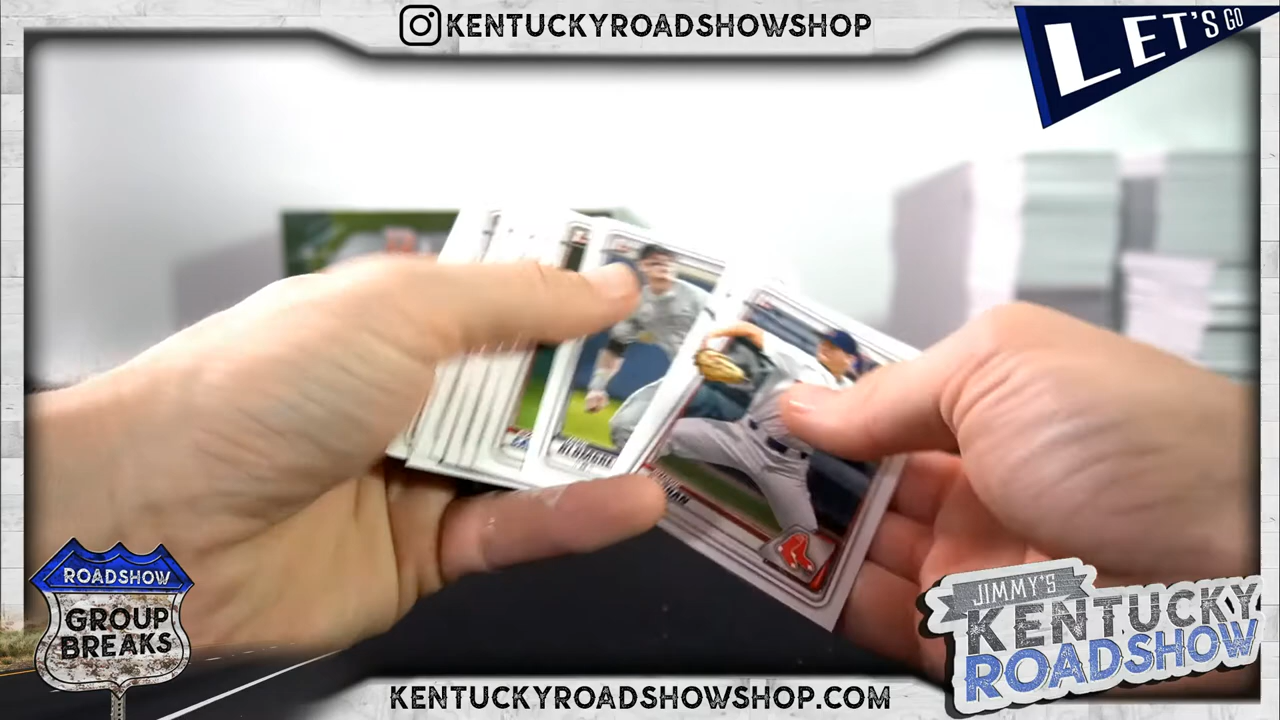 KENTUCKYROADSHOWSHOP
LET'S GO
ROADSHOW
GROUP
BREAKS
JIMMY'S
KENTUCKY
ROADSHOW
KENTUCKYROADSHOWSHOP.COM